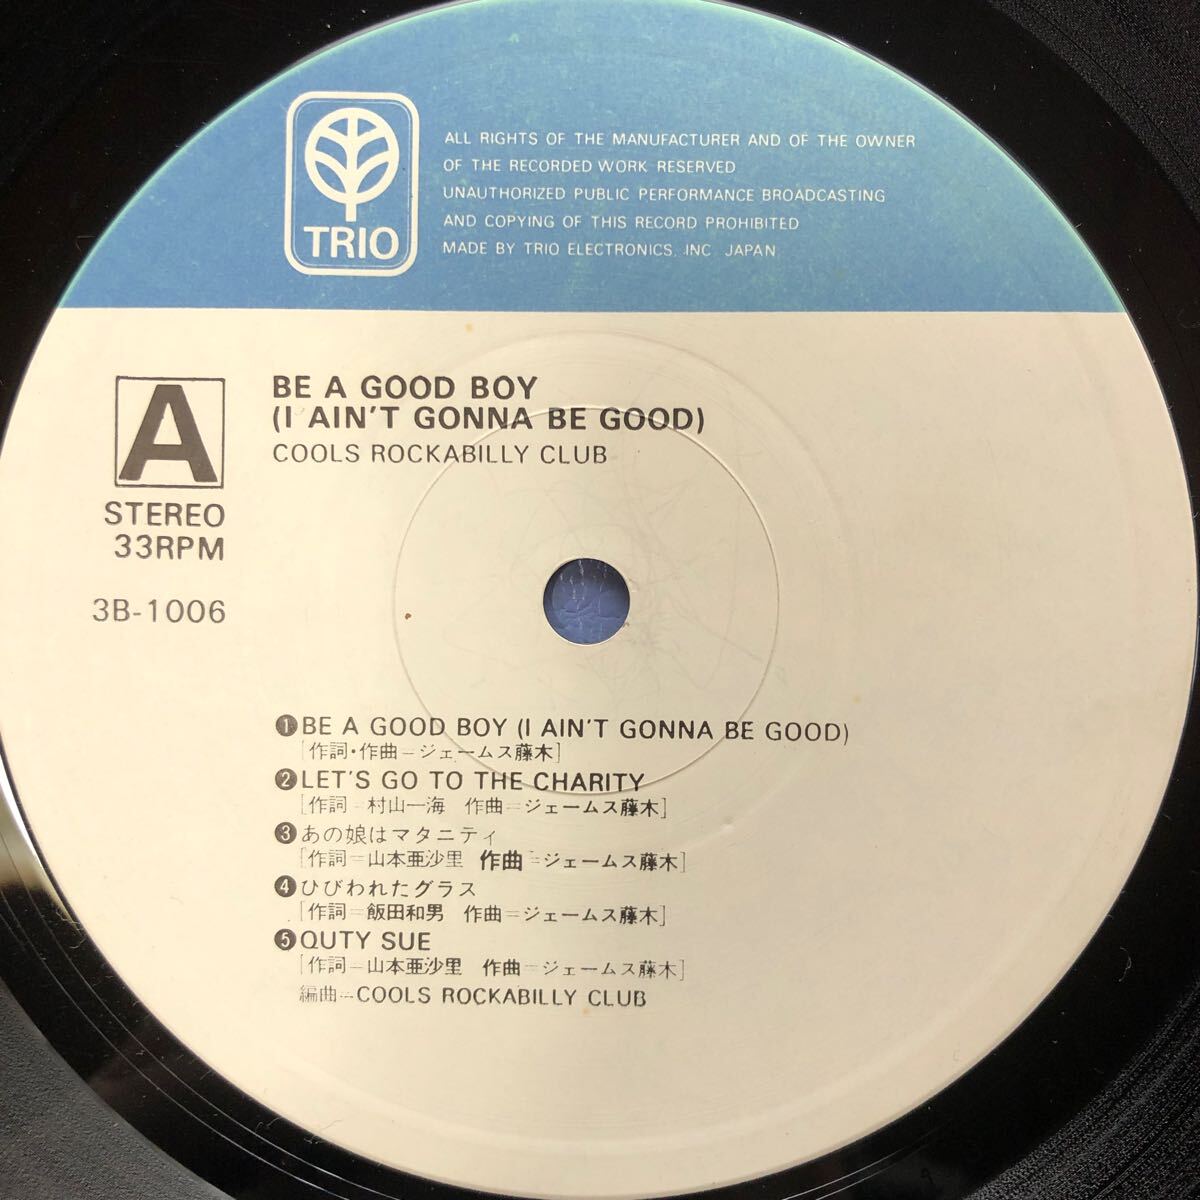 TRIO
ALL RIGHTS OF THE MANUFACTURER AND OF THE OWNER
OF THE RECORDED WORK RESERVED
UNAUTHORIZED PUBLIC PERFORMANCE BROADCASTING
AND COPYING OF THIS RECORD PROHIBITED
MADE BY TRIO ELECTRONICS, INC JAPAN
A
STEREO
33RPM
3B-1006
BE A GOOD BOY
(I AIN'T GONNA BE GOOD)
COOLS ROCKABILLY CLUB
❶BE A GOOD BOY (I AIN'T GONNA BE GOOD)
[作詞・作曲=ジェームス藤木]
❷LET'S GO TO THE CHARITY
[作詞=村山一海 作曲=ジェームス藤木]
❸あの娘はマタニティ
[作詞=山本亜沙里 作曲=ジェームス藤木]
❹ひびわれたグラス
[作詞=飯田和男 作曲=ジェームス藤木]
❺QUTY SUE
[作詞=山本亜沙里 作曲=ジェームス藤木]
編曲=COOLS ROCKABILLY CLUB